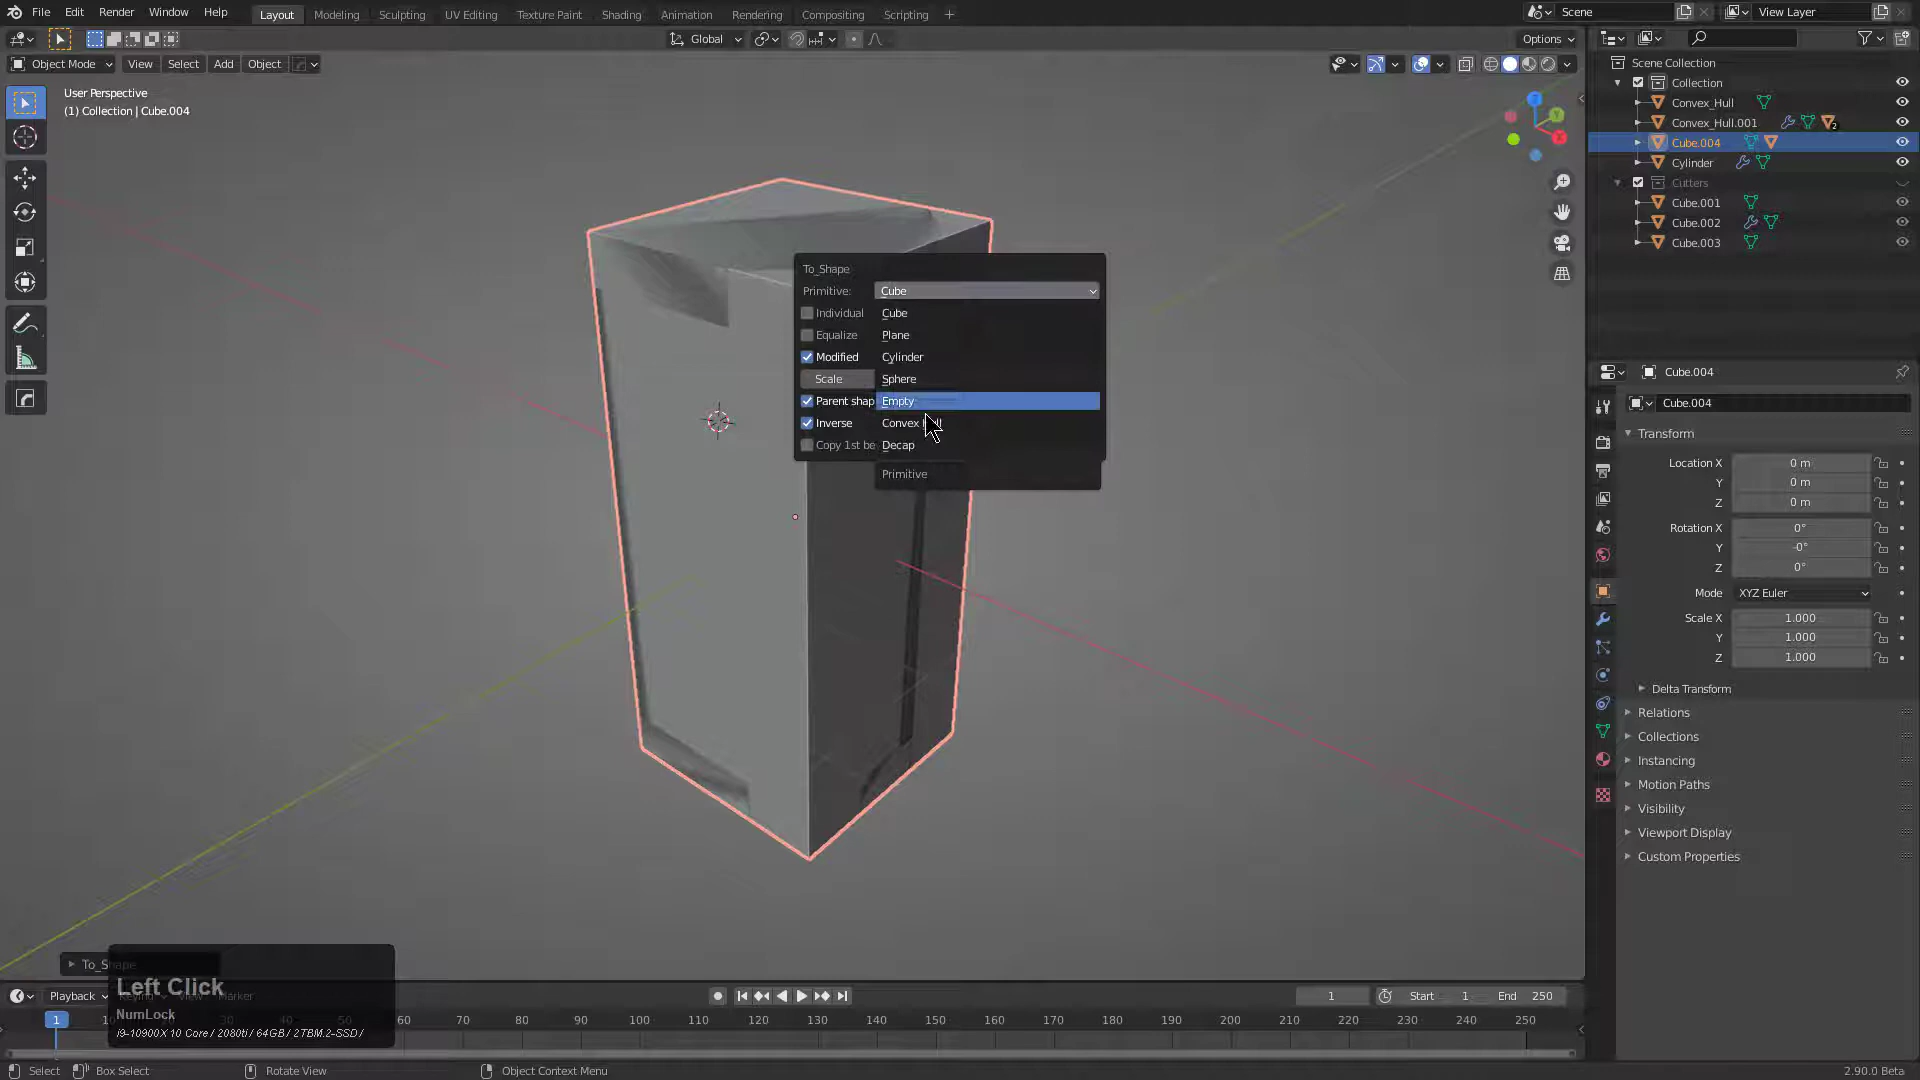 File Edit Render Window Help Layout Modeling Sculpting UV Editing Texture Paint Shading Animation Rendering Compositing Scripting + Scene View Layer
Global Options
Object Mode View Select Add Object
User Perspective
(1) Collection | Cube.004
Scene Collection
Collection
Convex_Hull
Convex_Hull.001
Cube.004
Cylinder
Cutters
Cube.001
Cube.002
Cube.003
To_Shape
Primitive: Cube
Individual Cube
Equalize Plane
Modified Cylinder
Scale Sphere
Parent shap Empty
Inverse Convex
Copy 1st be Decap
Primitive
Cube.004
Cube.004
Transform
Location X 0 m
Y 0 m
Z 0 m
Rotation X 0°
Y -0°
Z 0°
Mode XYZ Euler
Scale X 1.000
Y 1.000
Z 1.000
Delta Transform
Relations
Collections
Instancing
Motion Paths
Visibility
Viewport Display
Custom Properties
Left Click
NumLock
i9-10900X 10 Core / 2080ti / 64GB / 2TBM.2-SSD /
Playback Marker 1 Start 1 End 250
1 60 70 80 90 100 110 120 130 140 150 160 170 180 190 200 210 220 230 240 250
Select Box Select Rotate View Object Context Menu 2.90.0 Beta